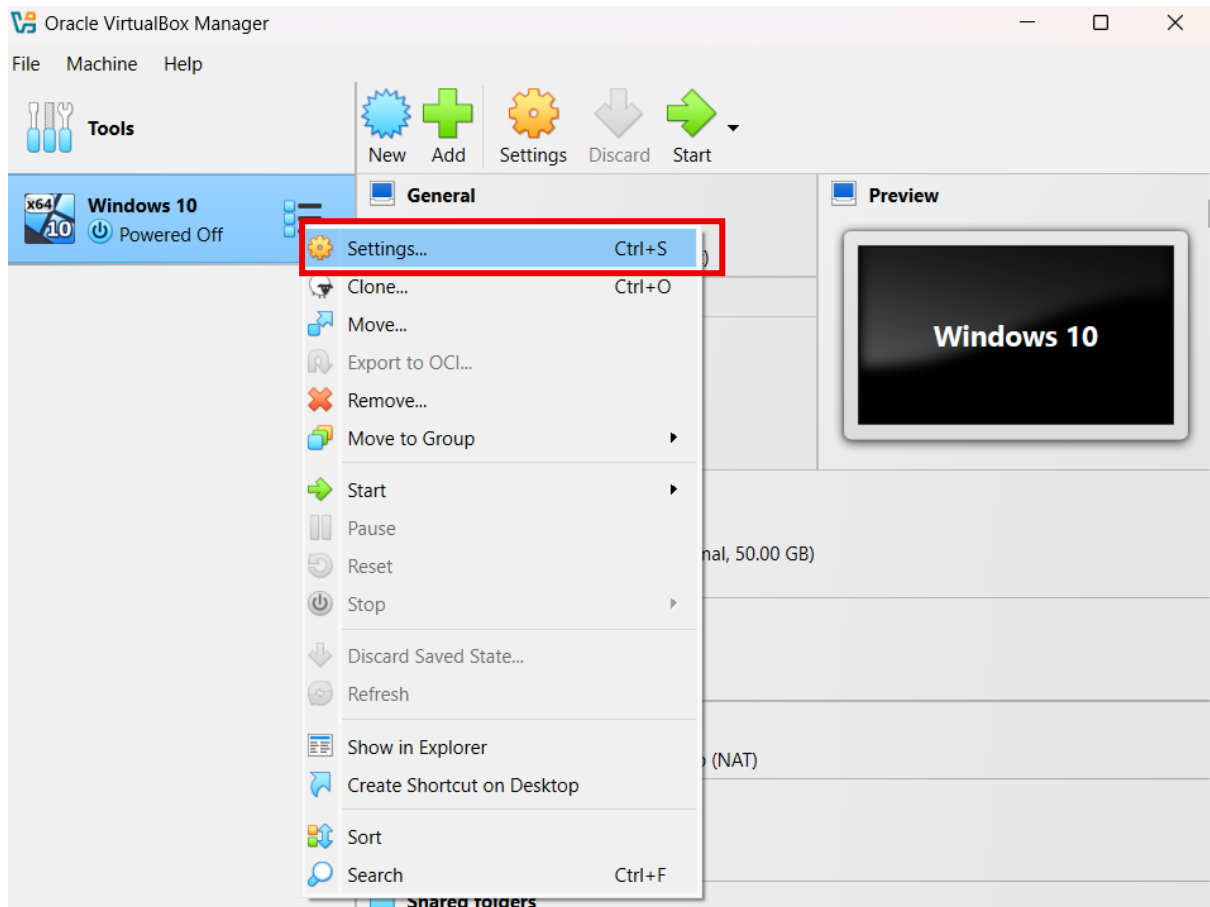 Oracle VirtualBox Manager
File Machine Help
Tools
New Add Settings Discard Start
x64
10
Windows 10
Powered Off
General
Preview
Windows 10
Settings... Ctrl+S
)
Clone... Ctrl+O
Move...
Export to OCI...
Remove...
Move to Group
Start
Pause
Reset
Stop
Discard Saved State...
Refresh
Show in Explorer
Create Shortcut on Desktop
Sort
Search Ctrl+F
nal, 50.00 GB)
(NAT)
Shared folders